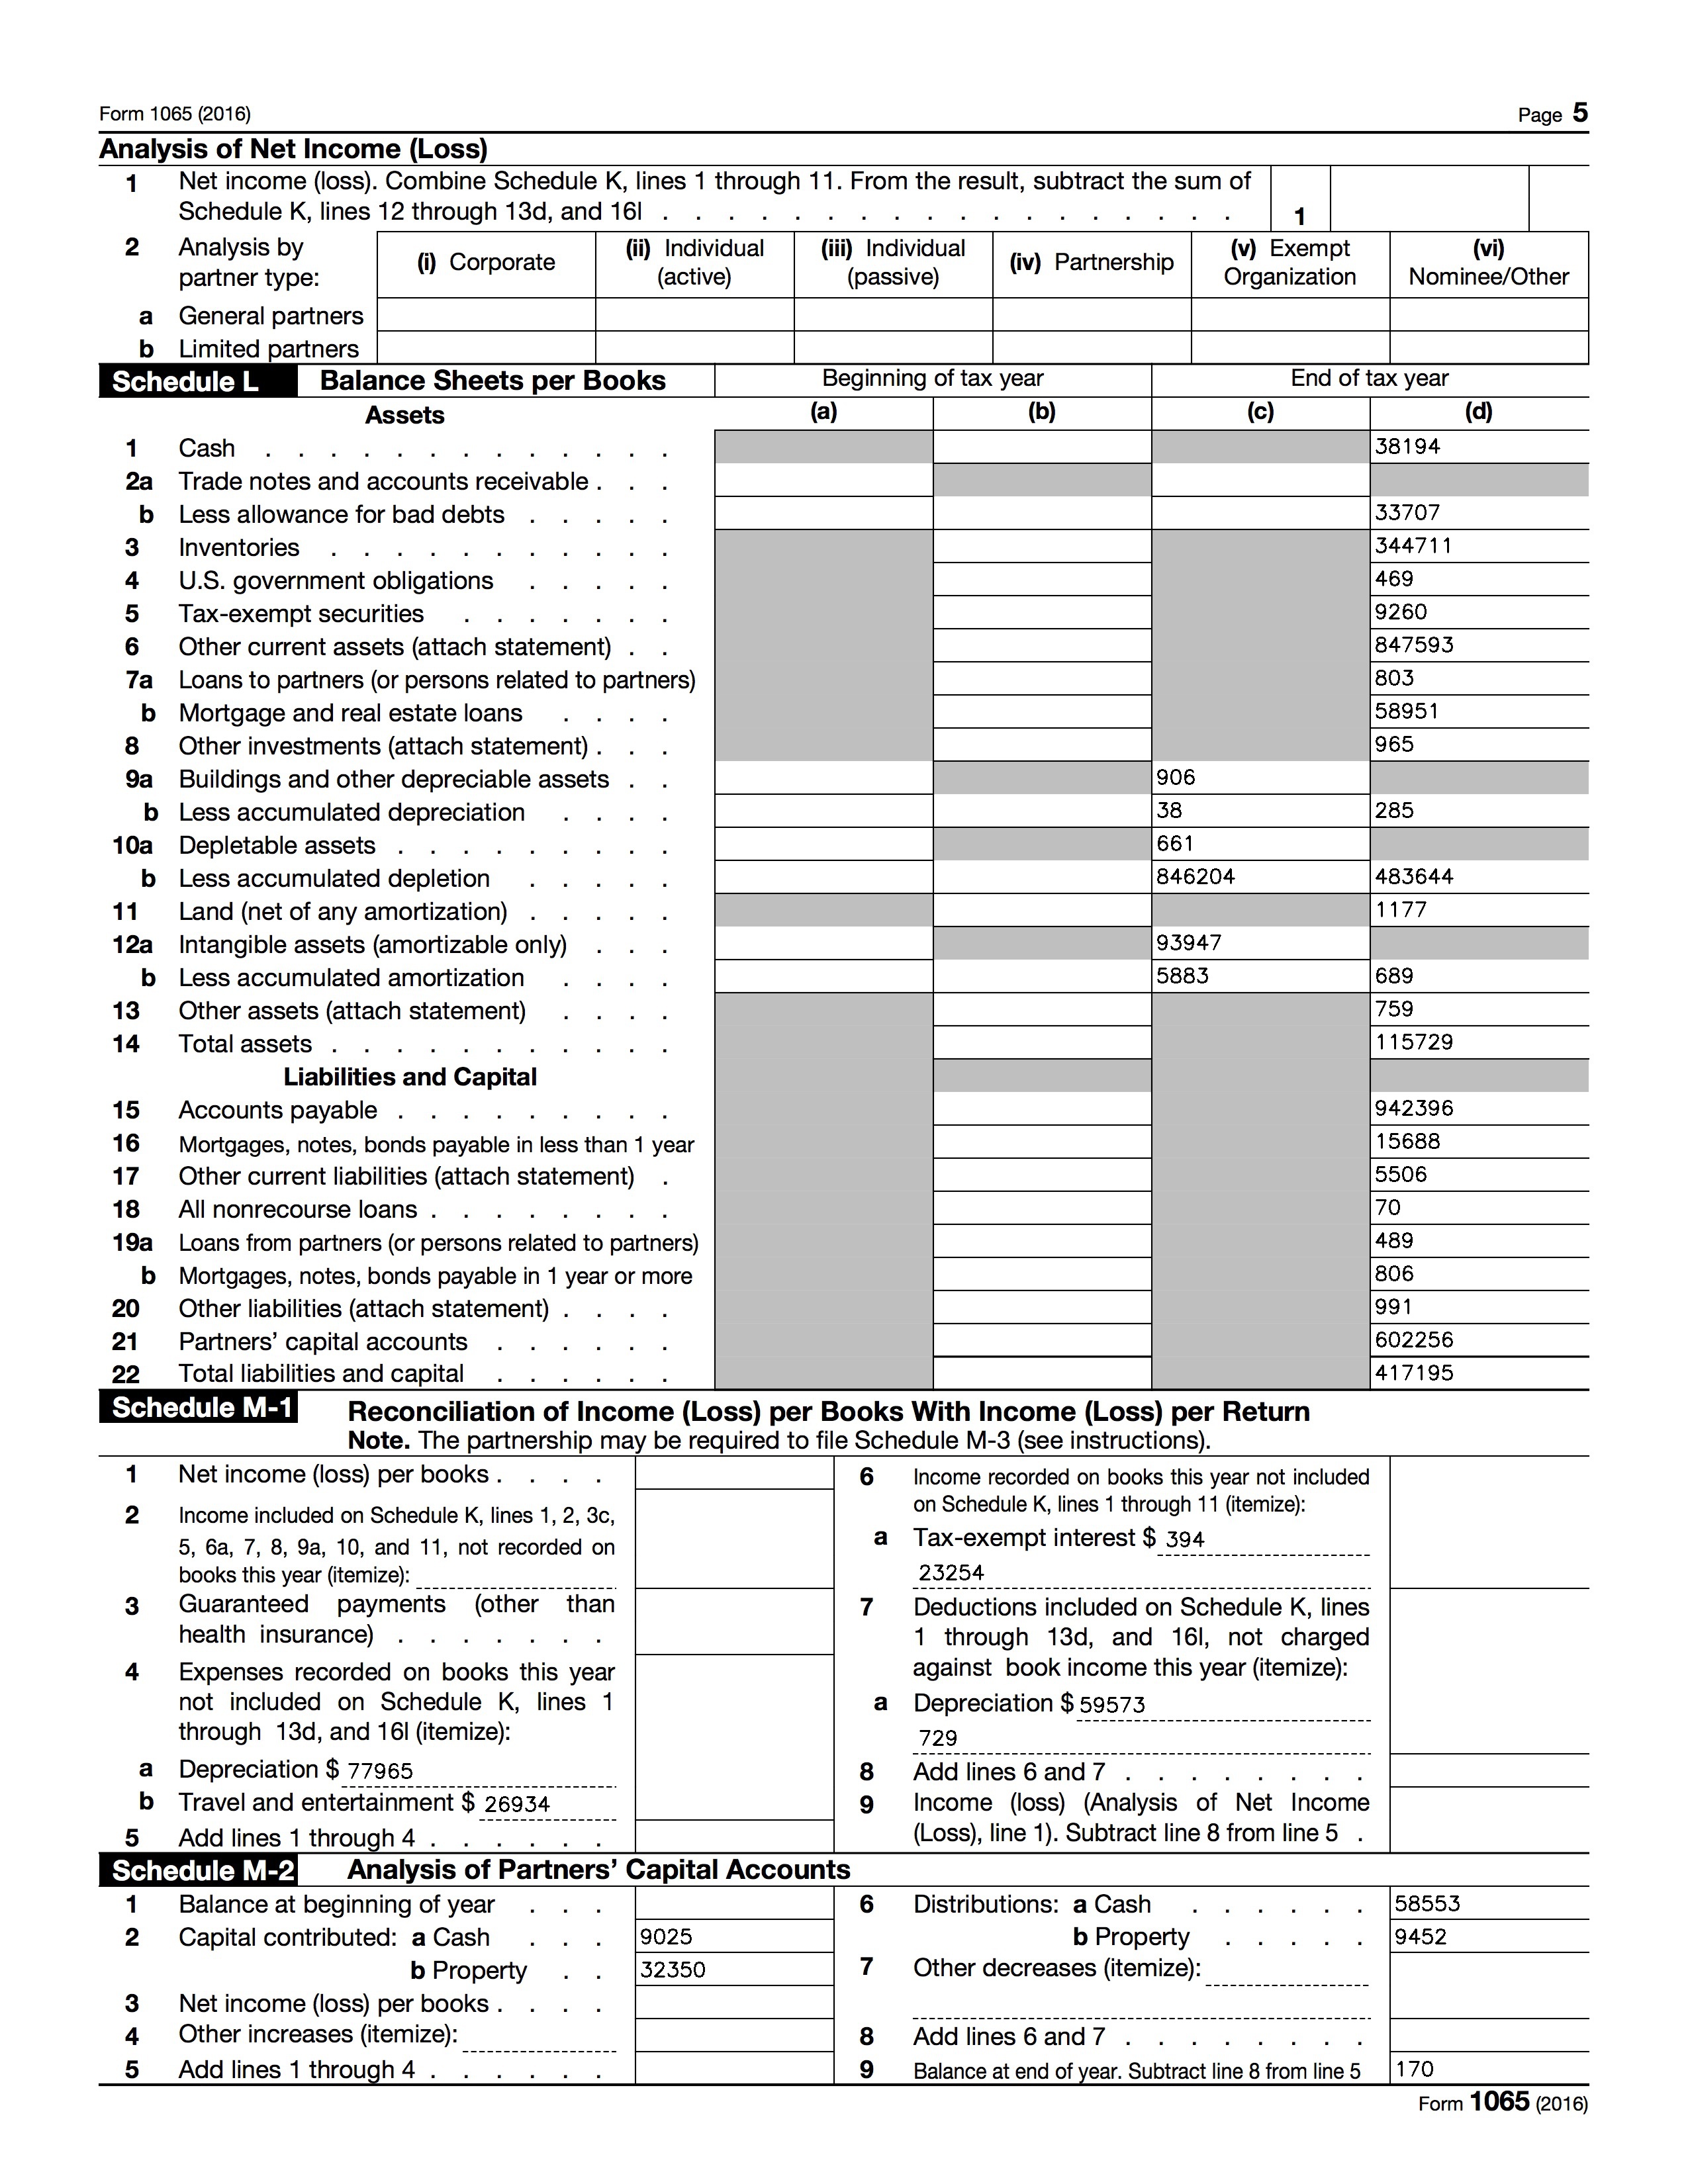 Form 1065 (2016) Page 5
Analysis of Net Income (Loss)
1 Net income (loss). Combine Schedule K, lines 1 through 11. From the result, subtract the sum of
Schedule K, lines 12 through 13d, and 16l . . . . . . . . . . . . . . . . . . 1
2 Analysis by partner type: (i) Corporate (ii) Individual (active) (iii) Individual (passive) (iv) Partnership (v) Exempt Organization (vi) Nominee/Other
a General partners
b Limited partners
Schedule L Balance Sheets per Books Beginning of tax year End of tax year
Assets (a) (b) (c) (d)
1 Cash . . . . . . . . . . . . . 38194
2a Trade notes and accounts receivable . . .
b Less allowance for bad debts . . . . . 33707
3 Inventories . . . . . . . . . . . 344711
4 U.S. government obligations . . . . . 469
5 Tax-exempt securities . . . . . . . 9260
6 Other current assets (attach statement) . . 847593
7a Loans to partners (or persons related to partners) 803
b Mortgage and real estate loans . . . . 58951
8 Other investments (attach statement) . . . 965
9a Buildings and other depreciable assets . . 906
b Less accumulated depreciation . . . . 38 285
10a Depletable assets . . . . . . . . . 661
b Less accumulated depletion . . . . . 846204 483644
11 Land (net of any amortization) . . . . . 1177
12a Intangible assets (amortizable only) . . . 93947
b Less accumulated amortization . . . . 5883 689
13 Other assets (attach statement) . . . . 759
14 Total assets . . . . . . . . . . . 115729
Liabilities and Capital
15 Accounts payable . . . . . . . . . 942396
16 Mortgages, notes, bonds payable in less than 1 year 15688
17 Other current liabilities (attach statement) . 5506
18 All nonrecourse loans . . . . . . . . 70
19a Loans from partners (or persons related to partners) 489
b Mortgages, notes, bonds payable in 1 year or more 806
20 Other liabilities (attach statement) . . . . 991
21 Partners' capital accounts . . . . . . 602256
22 Total liabilities and capital . . . . . . 417195
Schedule M-1 Reconciliation of Income (Loss) per Books With Income (Loss) per Return
Note. The partnership may be required to file Schedule M-3 (see instructions).
1 Net income (loss) per books . . . .
2 Income included on Schedule K, lines 1, 2, 3c,
5, 6a, 7, 8, 9a, 10, and 11, not recorded on
books this year (itemize):
3 Guaranteed payments (other than
health insurance) . . . . . . .
4 Expenses recorded on books this year
not included on Schedule K, lines 1
through 13d, and 16l (itemize):
a Depreciation $ 77965
b Travel and entertainment $ 26934
5 Add lines 1 through 4 . . . . . .
6 Income recorded on books this year not included
on Schedule K, lines 1 through 11 (itemize):
a Tax-exempt interest $ 394
23254
7 Deductions included on Schedule K, lines
1 through 13d, and 16l, not charged
against book income this year (itemize):
a Depreciation $ 59573
729
8 Add lines 6 and 7 . . . . . . . .
9 Income (loss) (Analysis of Net Income
(Loss), line 1). Subtract line 8 from line 5 .
Schedule M-2 Analysis of Partners' Capital Accounts
1 Balance at beginning of year . . .
2 Capital contributed: a Cash . . . 9025
b Property . . 32350
3 Net income (loss) per books . . . .
4 Other increases (itemize):
5 Add lines 1 through 4 . . . . . .
6 Distributions: a Cash . . . . . . 58553
b Property . . . . . 9452
7 Other decreases (itemize):
8 Add lines 6 and 7 . . . . . . . .
9 Balance at end of year. Subtract line 8 from line 5 170
Form 1065 (2016)